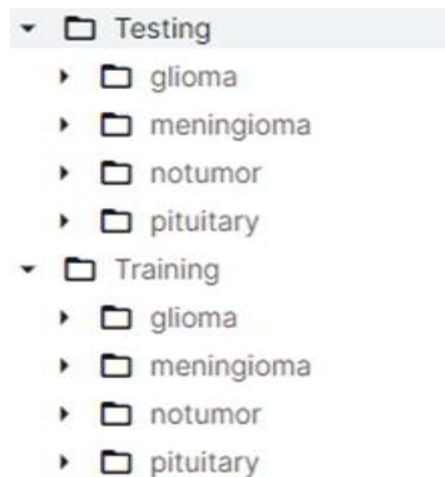 Testing
glioma
meningioma
notumor
pituitary
Training
glioma
meningioma
notumor
pituitary